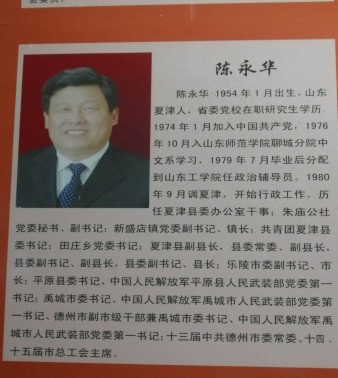 陈永华
陈永华 1954 年 1 月出生，山东
夏津人，省委党校在职研究生学历。
1974 年 1 月加入中国共产党，1976
年 10 月入山东师范学院聊城分院中
文系学习，1979 年 7 月毕业后分配
到山东工学院任政治辅导员。1980
年 9 月调夏津，开始行政工作。历
任夏津县委办公室干事；朱庙公社
党委秘书、副书记；新盛店镇党委副书记、镇长；共青团夏津县
委书记；田庄乡党委书记；夏津县副县长，县委常委、副县长，
县委副书记、副县长，县委副书记、县长；乐陵市委副书记、市
长；平原县委书记、中国人民解放军平原县人民武装部党委第
一书记；禹城市委书记、中国人民解放军禹城市人民武装部党委第
一书记、德州市副市级干部兼禹城市委书记、中国人民解放军禹
城市人民武装部党委第一书记；十三届中共德州市委常委、十四、
十五届市总工会主席。